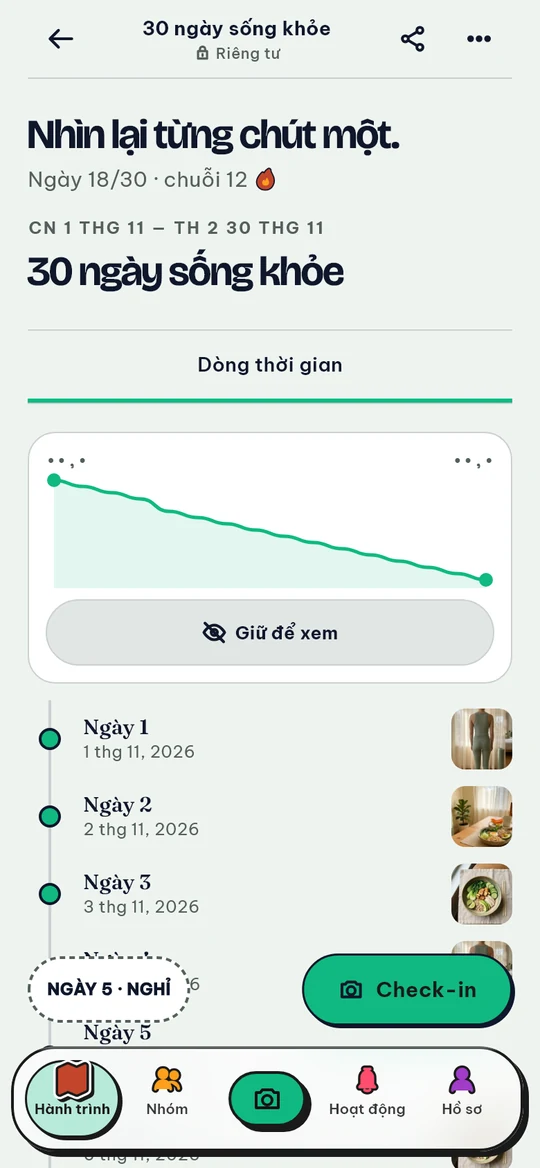 30 ngày sống khỏe
Riêng tư
Nhìn lại từng chút một.
Ngày 18/30 · chuỗi 12
CN 1 THG 11 — TH 2 30 THG 11
30 ngày sống khỏe
Dòng thời gian
••,•
••,•
Giữ để xem
Ngày 1
1 thg 11, 2026
Ngày 2
2 thg 11, 2026
Ngày 3
3 thg 11, 2026
NGÀY 5 · NGHỈ
6
Check-in
Ngày 5
Hành trình
Nhóm
Hoạt động
Hồ sơ